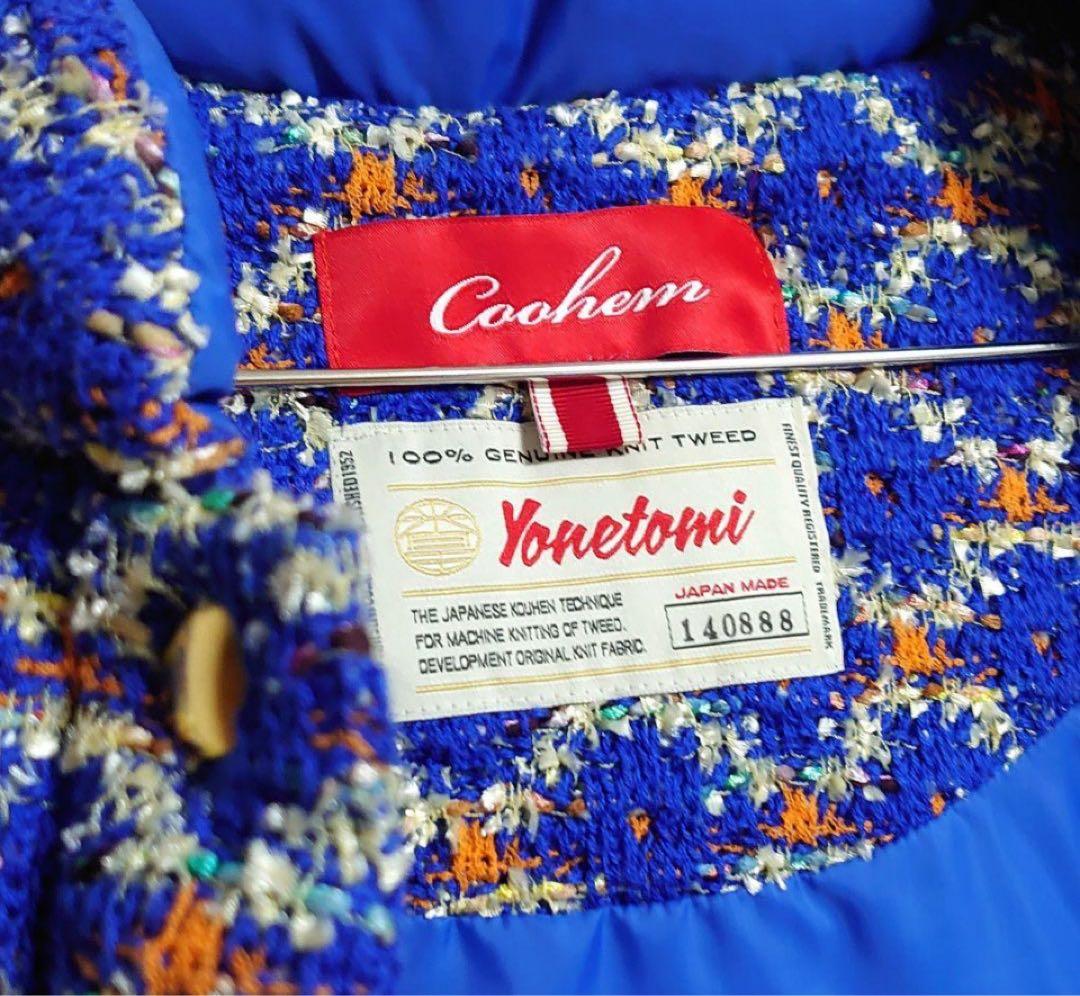 Coohem
100% GENUINE KNIT TWEED
Yonetomi
JAPAN MADE
140888
THE JAPANESE KOUHEN TECHNIQUE
FOR MACHINE KNITTING OF TWEED.
DEVELOPMENT ORIGINAL KNIT FABRIC.
SHED1952
FINEST QUALITY REGISTERED TRADEMARK